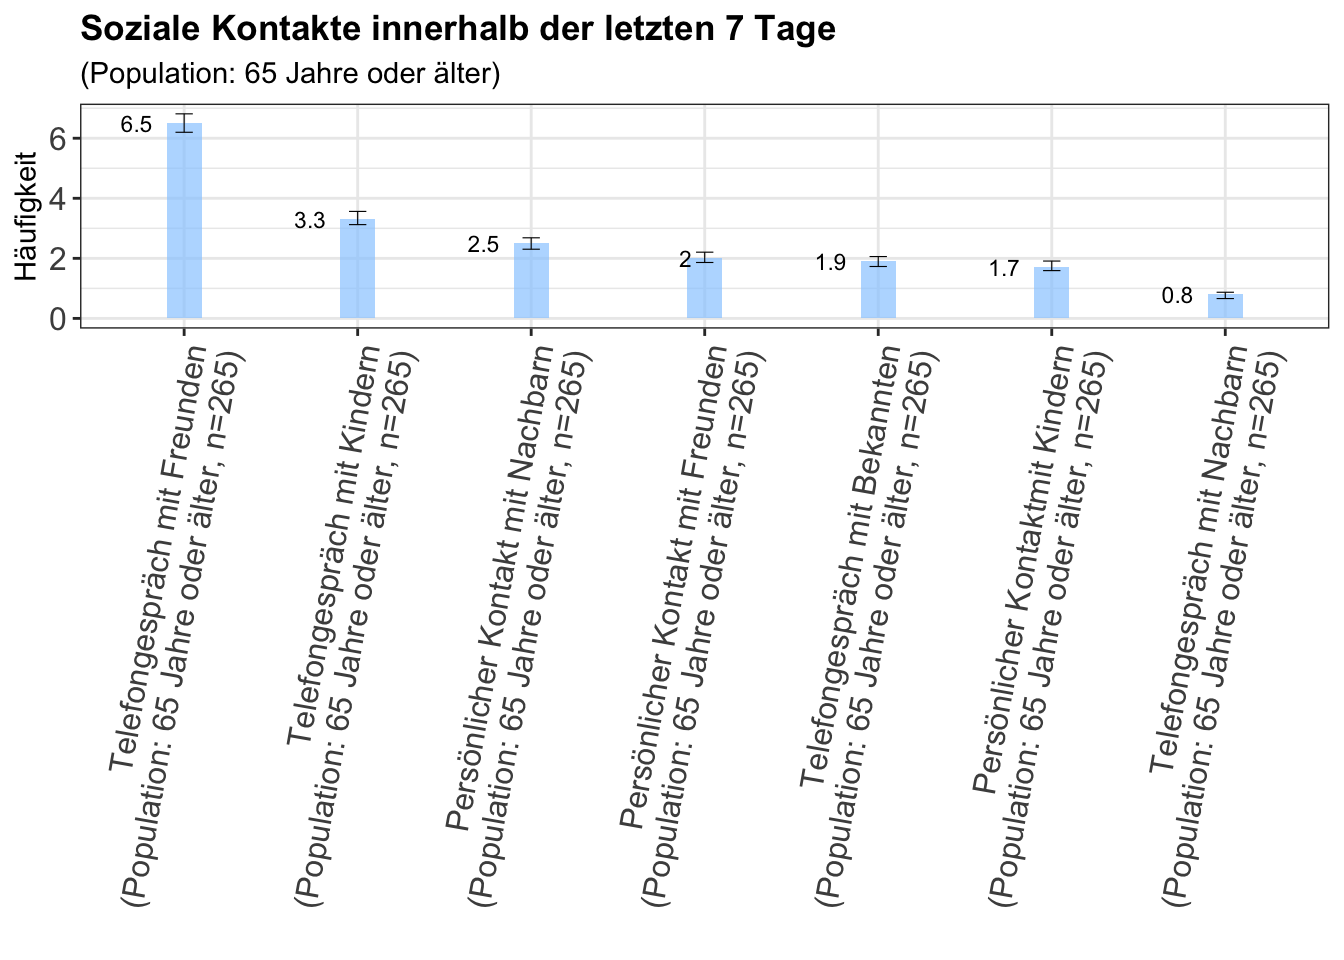 Soziale Kontakte innerhalb der letzten 7 Tage
(Population: 65 Jahre oder älter)
Häufigkeit
6
4
2
0
6.5
3.3
2.5
2
1.9
1.7
0.8
Telefongespräch mit Freunden
(Population: 65 Jahre oder älter, n=265)
Telefongespräch mit Kindern
(Population: 65 Jahre oder älter, n=265)
Persönlicher Kontakt mit Nachbarn
(Population: 65 Jahre oder älter, n=265)
Persönlicher Kontakt mit Freunden
(Population: 65 Jahre oder älter, n=265)
Telefongespräch mit Bekannten
(Population: 65 Jahre oder älter, n=265)
Persönlicher Kontaktmit Kindern
(Population: 65 Jahre oder älter, n=265)
Telefongespräch mit Nachbarn
(Population: 65 Jahre oder älter, n=265)